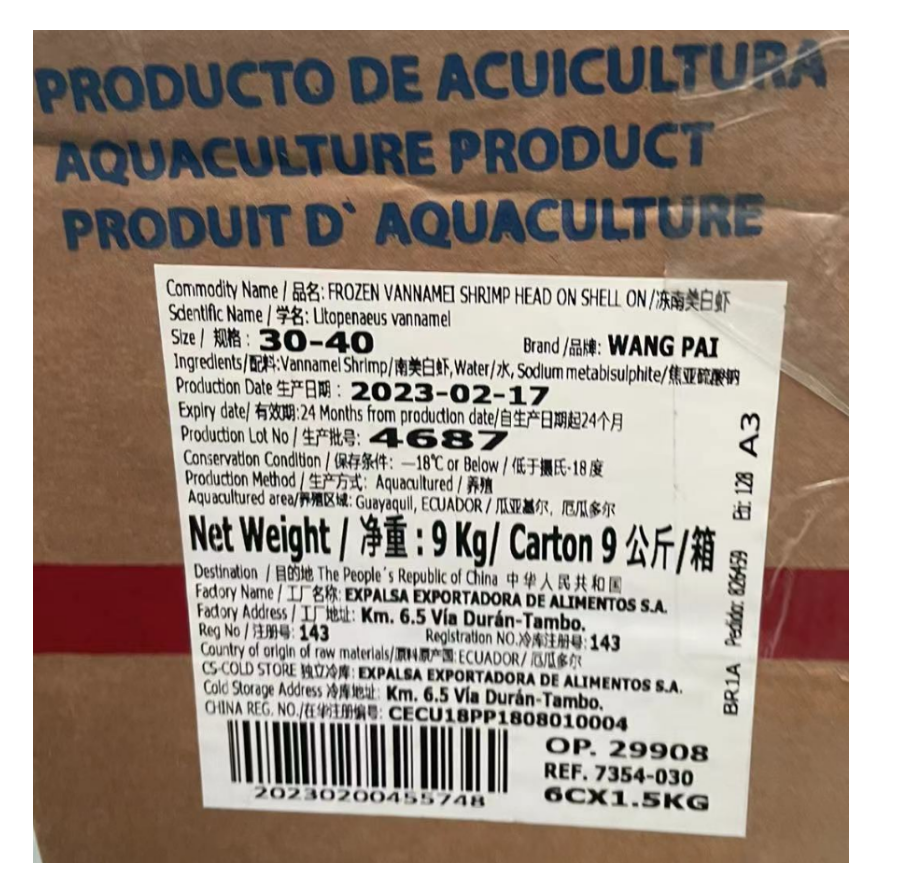 PRODUCTO DE ACUICULTURA
AQUACULTURE PRODUCT
PRODUIT D` AQUACULTURE
Commodity Name / 品名: FROZEN VANNAMEI SHRIMP HEAD ON SHELL ON/冻南美白虾
Scientific Name / 学名: Litopenaeus vannamei
Size / 规格: 30-40 Brand /品牌: WANG PAI
Ingredients/配料:Vannamei Shrimp/南美白虾,Water/水, Sodium metabisulphite/焦亚硫酸钠
Production Date 生产日期: 2023-02-17
Expiry date/ 有效期:24 Months from production date/自生产日期起24个月
Production Lot No / 生产批号: 4687
Conservation Condition / 保存条件: —18℃ or Below / 低于摄氏-18 度
Production Method / 生产方式: Aquacultured / 养殖
Aquacultured area/养殖区域: Guayaquil, ECUADOR / 瓜亚基尔, 厄瓜多尔
Net Weight / 净重: 9 Kg/ Carton 9 公斤/箱
Destination / 目的地 The People´s Republic of China 中华人民共和国
Factory Name / 工厂名称: EXPALSA EXPORTADORA DE ALIMENTOS S.A.
Factory Address / 工厂地址: Km. 6.5 Vía Durán-Tambo.
Reg No / 注册号: 143 Registration NO.冷库注册号: 143
Country of origin of raw materials/原料原产国:ECUADOR/ 厄瓜多尔
CS-COLD STORE 独立冷库: EXPALSA EXPORTADORA DE ALIMENTOS S.A.
Cold Storage Address 冷库地址: Km. 6.5 Vía Durán-Tambo.
CHINA REG. NO./在华注册编号: CECU18PP1808010004
OP. 29908
REF. 7354-030
6CX1.5KG
20230200455748
BR1A Pedido: 826459 Eti: 128 A3